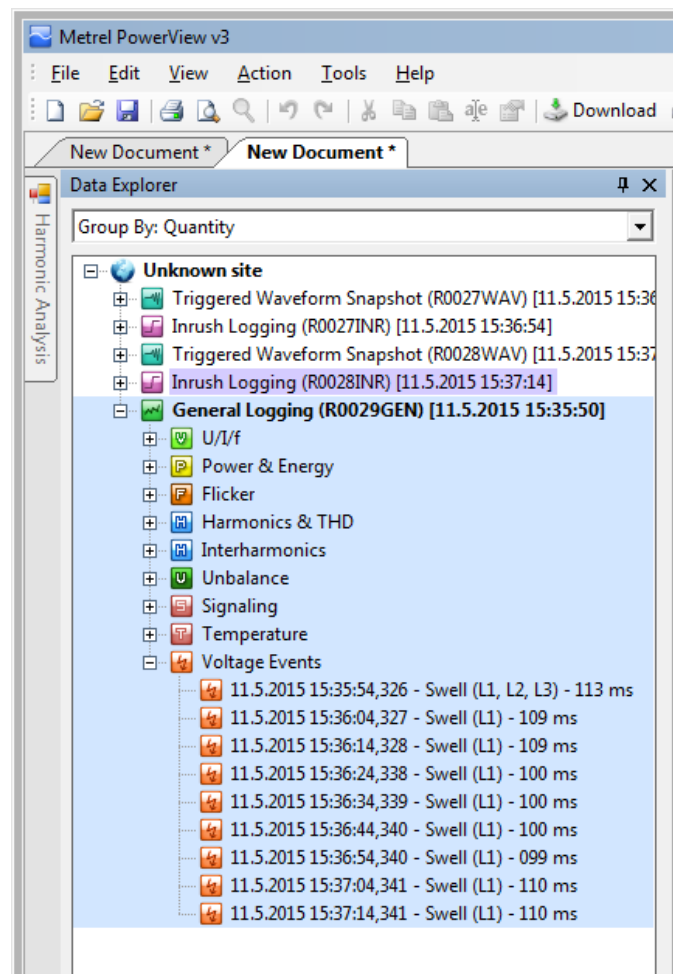 Metrel PowerView v3
File Edit View Action Tools Help
Download
New Document * New Document *
Harmonic Analysis
Data Explorer
Group By: Quantity
Unknown site
Triggered Waveform Snapshot (R0027WAV) [11.5.2015 15:36
Inrush Logging (R0027INR) [11.5.2015 15:36:54]
Triggered Waveform Snapshot (R0028WAV) [11.5.2015 15:37
Inrush Logging (R0028INR) [11.5.2015 15:37:14]
General Logging (R0029GEN) [11.5.2015 15:35:50]
U/I/f
Power & Energy
Flicker
Harmonics & THD
Interharmonics
Unbalance
Signaling
Temperature
Voltage Events
11.5.2015 15:35:54,326 - Swell (L1, L2, L3) - 113 ms
11.5.2015 15:36:04,327 - Swell (L1) - 109 ms
11.5.2015 15:36:14,328 - Swell (L1) - 109 ms
11.5.2015 15:36:24,338 - Swell (L1) - 100 ms
11.5.2015 15:36:34,339 - Swell (L1) - 100 ms
11.5.2015 15:36:44,340 - Swell (L1) - 100 ms
11.5.2015 15:36:54,340 - Swell (L1) - 099 ms
11.5.2015 15:37:04,341 - Swell (L1) - 110 ms
11.5.2015 15:37:14,341 - Swell (L1) - 110 ms